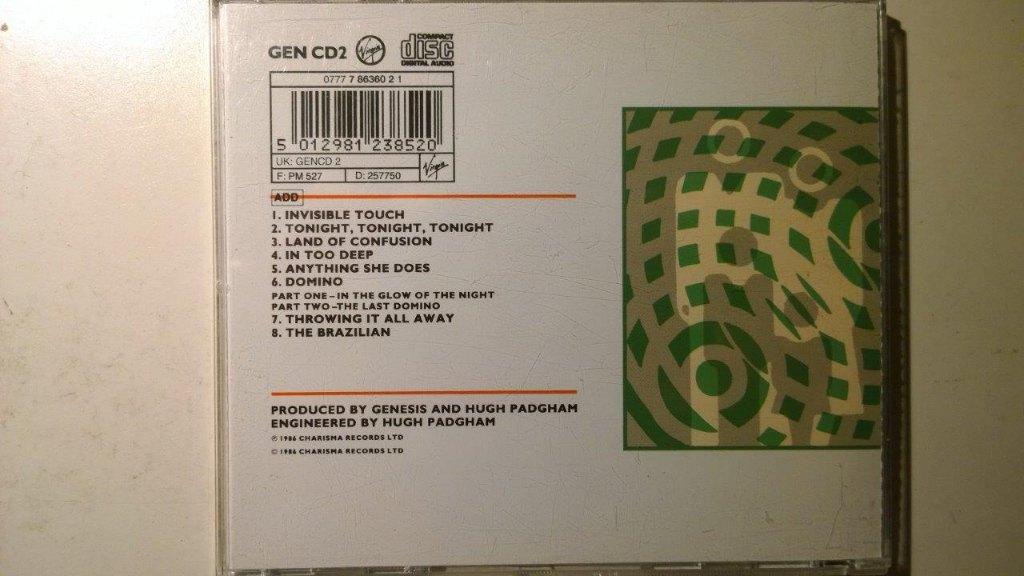 GEN CD2 Virgin COMPACT disc DIGITAL AUDIO
0777 7 86360 2 1
5 012981 238520
UK: GENCD 2
F: PM 527 D: 257750 Virgin
ADD
1. INVISIBLE TOUCH
2. TONIGHT, TONIGHT, TONIGHT
3. LAND OF CONFUSION
4. IN TOO DEEP
5. ANYTHING SHE DOES
6. DOMINO
PART ONE–IN THE GLOW OF THE NIGHT
PART TWO–THE LAST DOMINO
7. THROWING IT ALL AWAY
8. THE BRAZILIAN
PRODUCED BY GENESIS AND HUGH PADGHAM
ENGINEERED BY HUGH PADGHAM
℗ 1986 CHARISMA RECORDS LTD
© 1986 CHARISMA RECORDS LTD